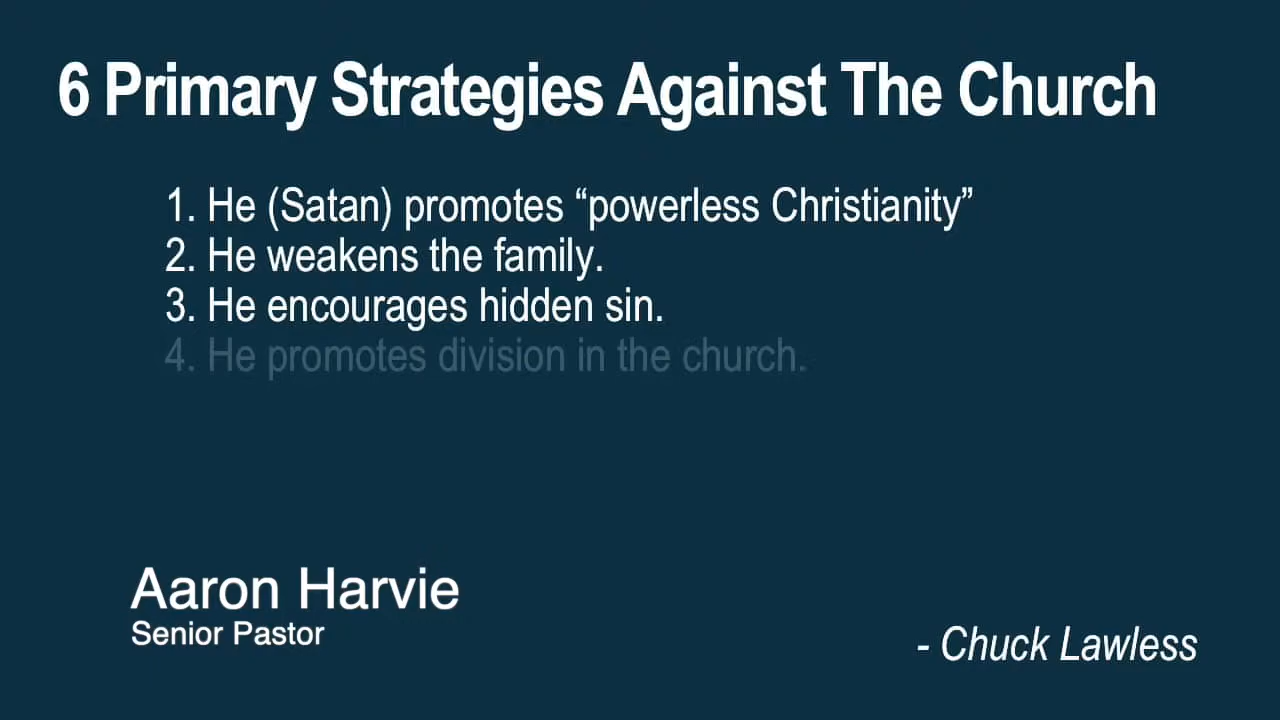 6 Primary Strategies Against The Church
1. He (Satan) promotes “powerless Christianity”
2. He weakens the family.
3. He encourages hidden sin.
4. He promotes division in the church.
Aaron Harvie
Senior Pastor
- Chuck Lawless